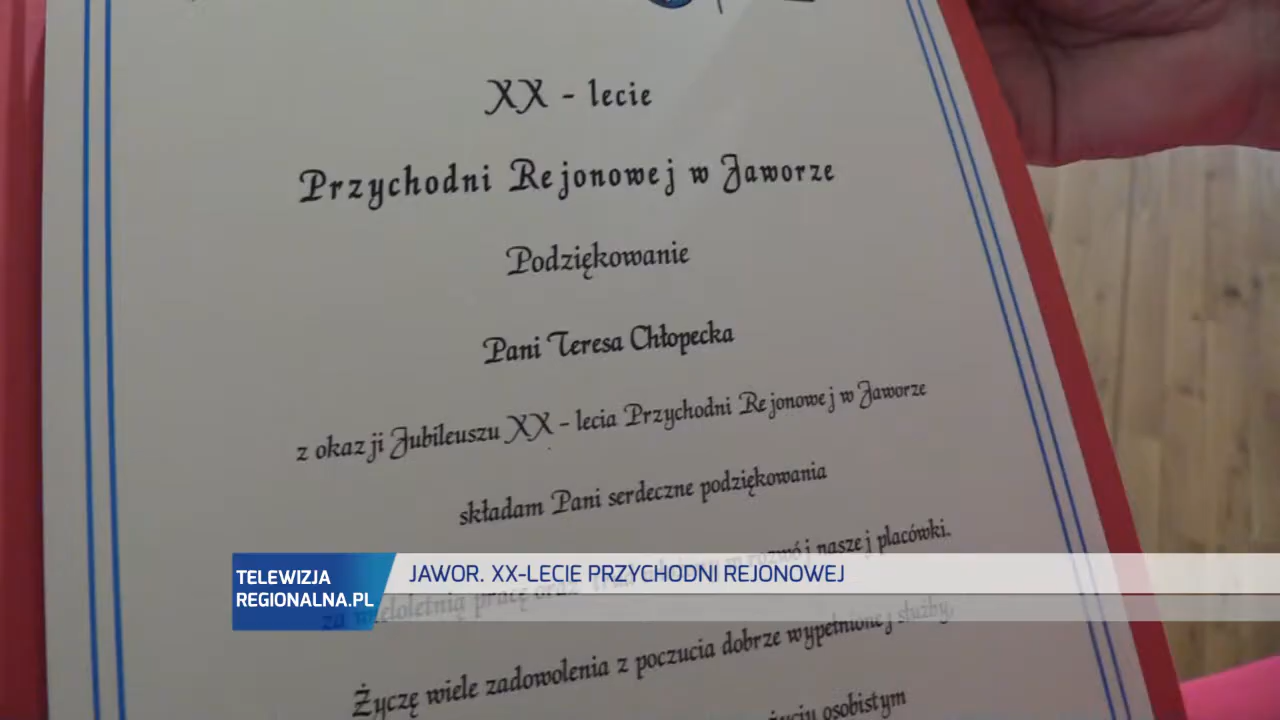 XX - lecie
Przychodni Rejonowej w Jaworze
Podziękowanie
Pani Teresa Chłopecka
z okazji Jubileuszu XX - lecia Przychodni Rejonowej w Jaworze
składam Pani serdeczne podziękowania
za wieloletnią pracę oraz w rozwój naszej placówki.
Życzę wiele zadowolenia z poczucia dobrze wypełnionej służby,
życiu osobistym
TELEWIZJA
REGIONALNA.PL
JAWOR. XX-LECIE PRZYCHODNI REJONOWEJ